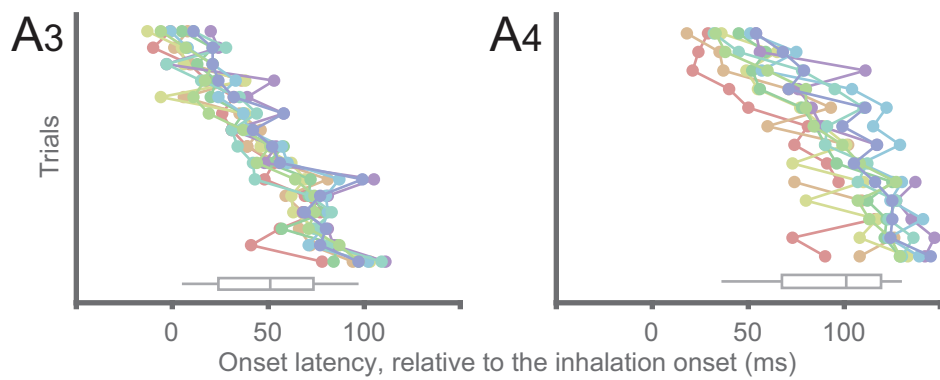 A3
A4
Trials
0 50 100
0 50 100
Onset latency, relative to the inhalation onset (ms)